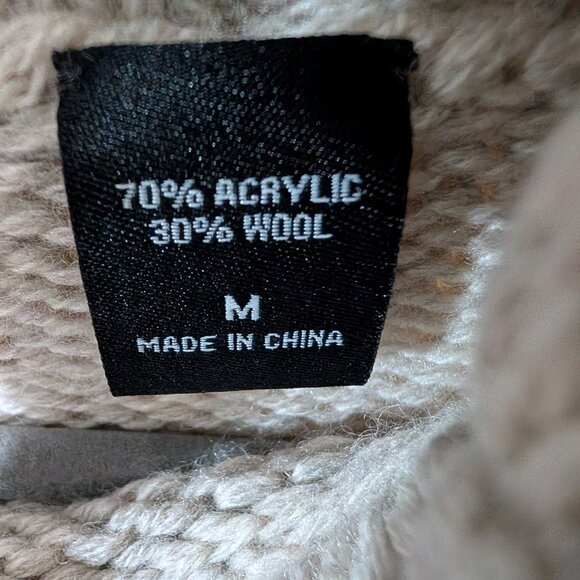 70% ACRYLIC
30% WOOL
M
MADE IN CHINA